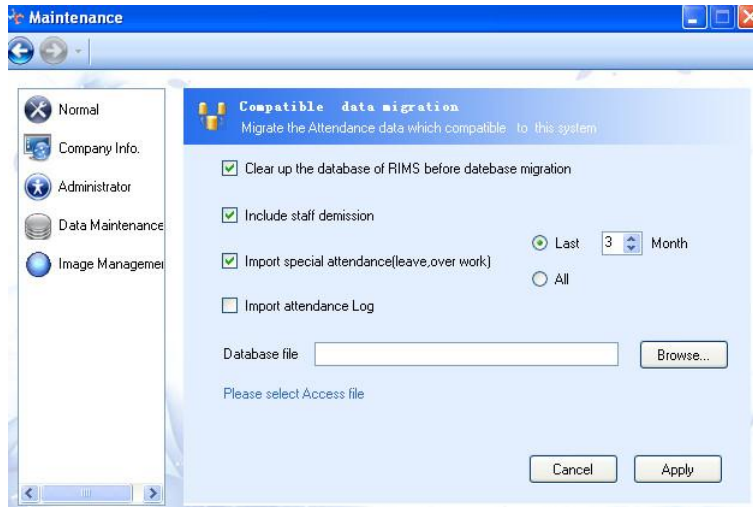 Maintenance
Normal
Company Info.
Administrator
Data Maintenance
Image Managemer
Compatible data migration
Migrate the Attendance data which compatible to this system
Clear up the database of RIMS before datebase migration
Include staff demission
Import special attendance(leave,over work)
Last 3 Month
All
Import attendance Log
Database file
Browse...
Please select Access file
Cancel
Apply